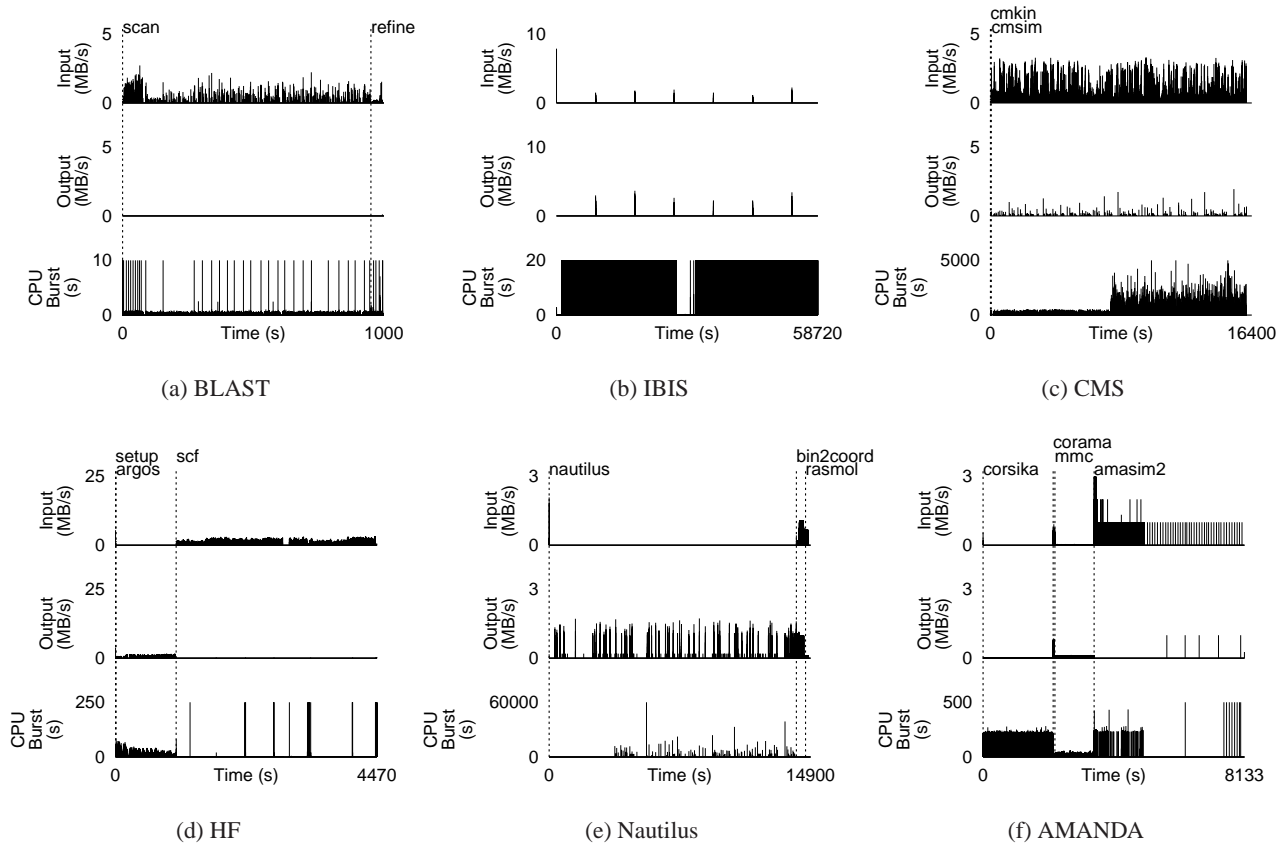 scan
refine
5
0
Input
(MB/s)
5
0
Output
(MB/s)
10
0
CPU
Burst
(s)
0
Time (s)
1000
(a) BLAST
10
0
Input
(MB/s)
10
0
Output
(MB/s)
20
0
CPU
Burst
(s)
0
Time (s)
58720
(b) IBIS
cmkin
cmsim
5
0
Input
(MB/s)
5
0
Output
(MB/s)
5000
0
CPU
Burst
(s)
0
Time (s)
16400
(c) CMS
setup
argos
scf
25
0
Input
(MB/s)
25
0
Output
(MB/s)
250
0
CPU
Burst
(s)
0
Time (s)
4470
(d) HF
nautilus
bin2coord
rasmol
3
0
Input
(MB/s)
3
0
Output
(MB/s)
60000
0
CPU
Burst
(s)
0
Time (s)
14900
(e) Nautilus
corsika
corama
mmc
amasim2
3
0
Input
(MB/s)
3
0
Output
(MB/s)
500
0
CPU
Burst
(s)
0
Time (s)
8133
(f) AMANDA